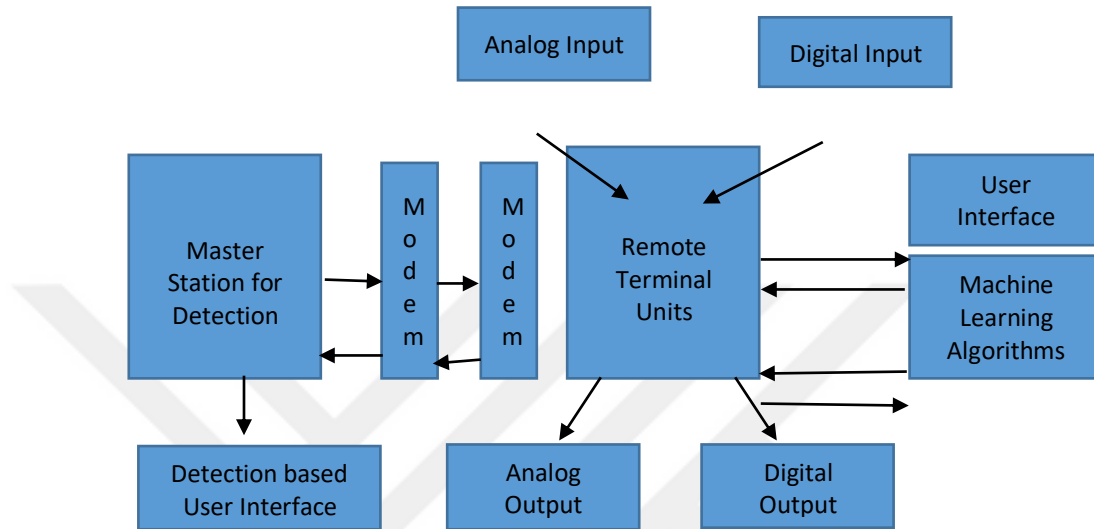 Analog Input
Digital Input
Master
Station for
Detection
M
o
d
e
m
M
o
d
e
m
Remote
Terminal
Units
User
Interface
Machine
Learning
Algorithms
Detection based
User Interface
Analog
Output
Digital
Output